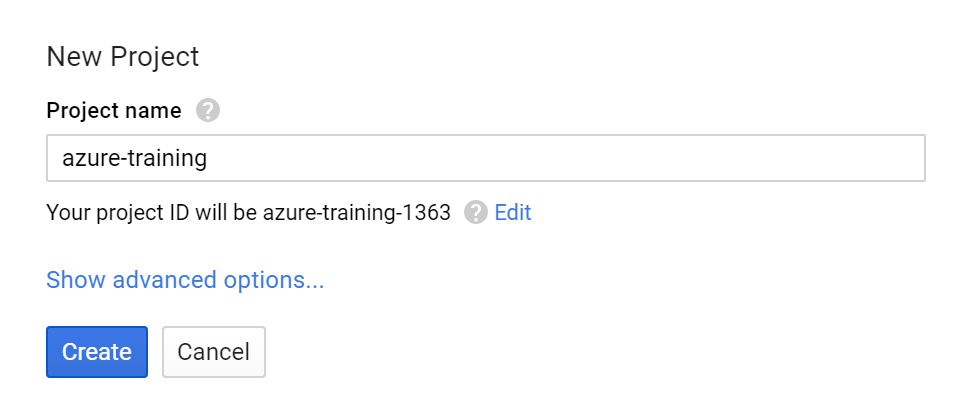 New Project
Project name ?
azure-training
Your project ID will be azure-training-1363 ? Edit
Show advanced options...
Create Cancel